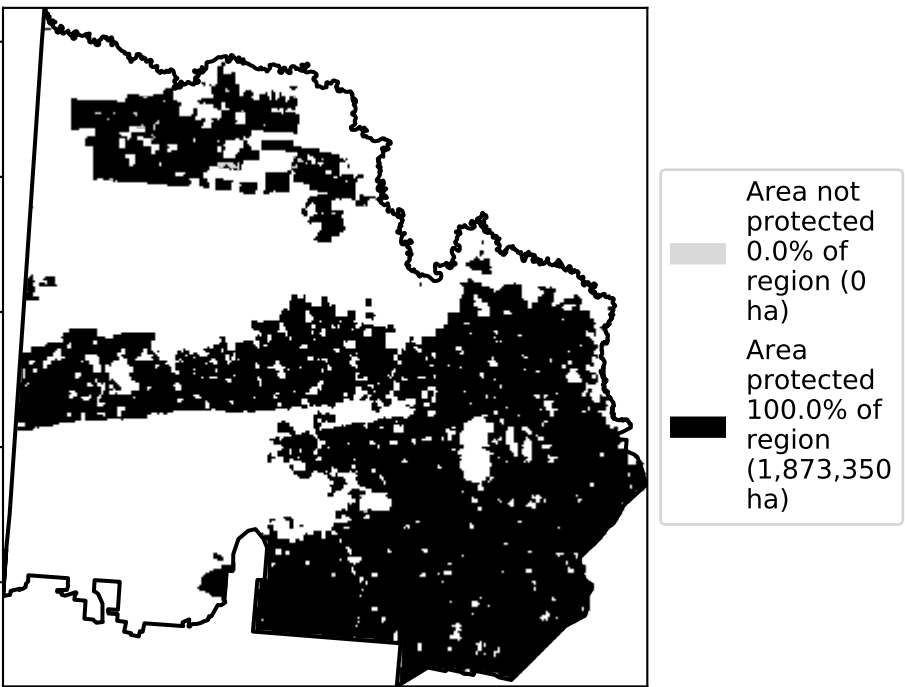 Area not
protected
0.0% of
region (0
ha)
Area
protected
100.0% of
region
(1,873,350
ha)